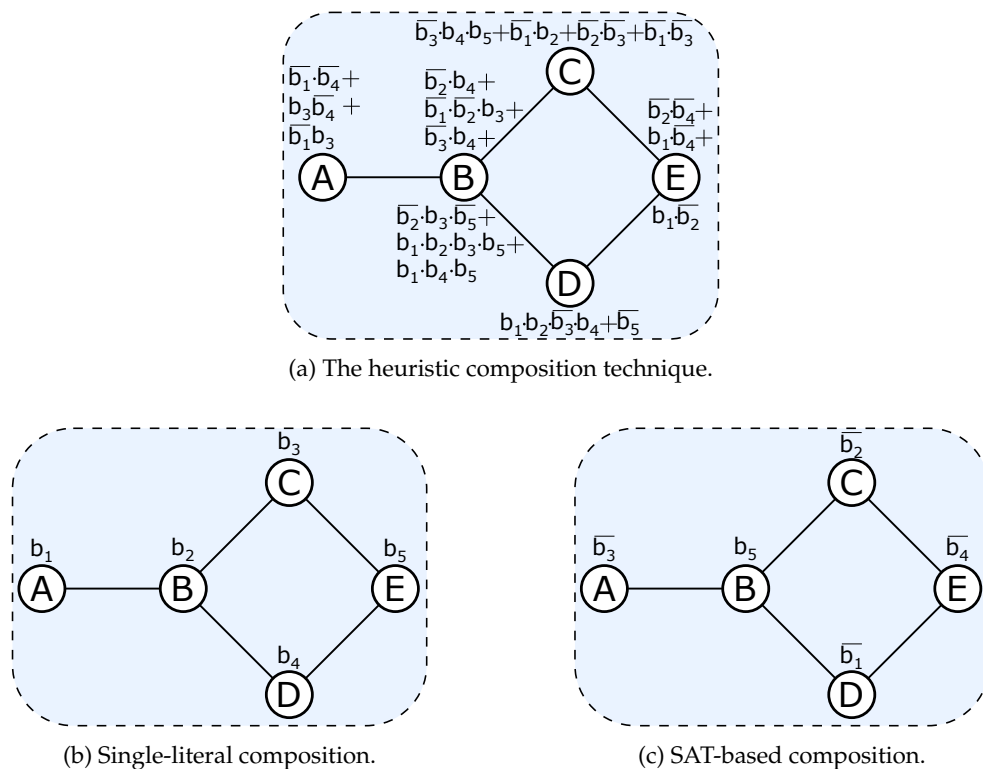 b̅₃·b₄·b₅+b̅₁·b₂+b̅₂·b̅₃+b̅₁·b̅₃
C
b̅₁·b̅₄+
b₃b̅₄ +
b̅₁b₃
b̅₂·b₄+
b̅₁·b̅₂·b₃+
b̅₃·b₄+
b̅₂·b̅₄+
b₁·b̅₄+
A
B
E
b̅₂·b₃·b̅₅+
b₁·b₂·b₃·b₅+
b₁·b₄·b₅
b₁·b̅₂
D
b₁·b₂·b̅₃·b₄+b̅₅
(a) The heuristic composition technique.
b₃
C
b₁
b₂
b₅
A
B
E
b₄
D
(b) Single-literal composition.
b̅₂
C
b̅₃
b₅
b̅₄
A
B
E
b̅₁
D
(c) SAT-based composition.